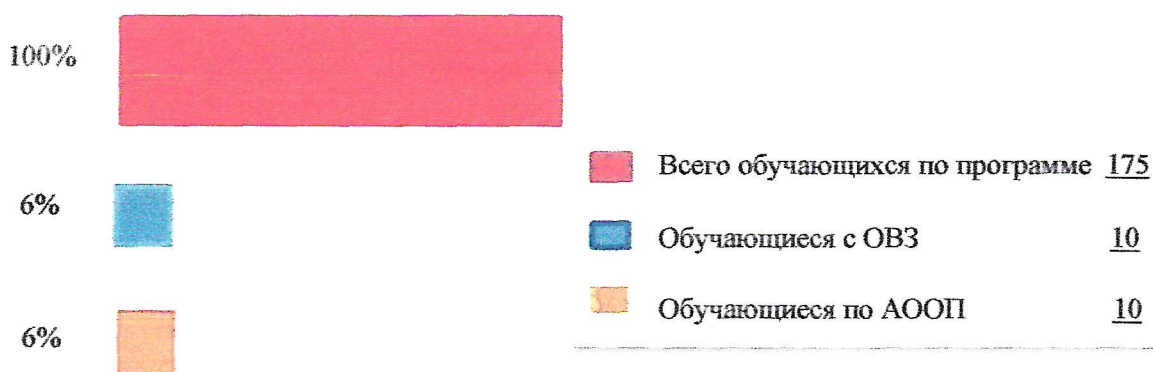 100%
6%
6%
Всего обучающихся по программе 175
Обучающиеся с ОВЗ 10
Обучающиеся по АООП 10